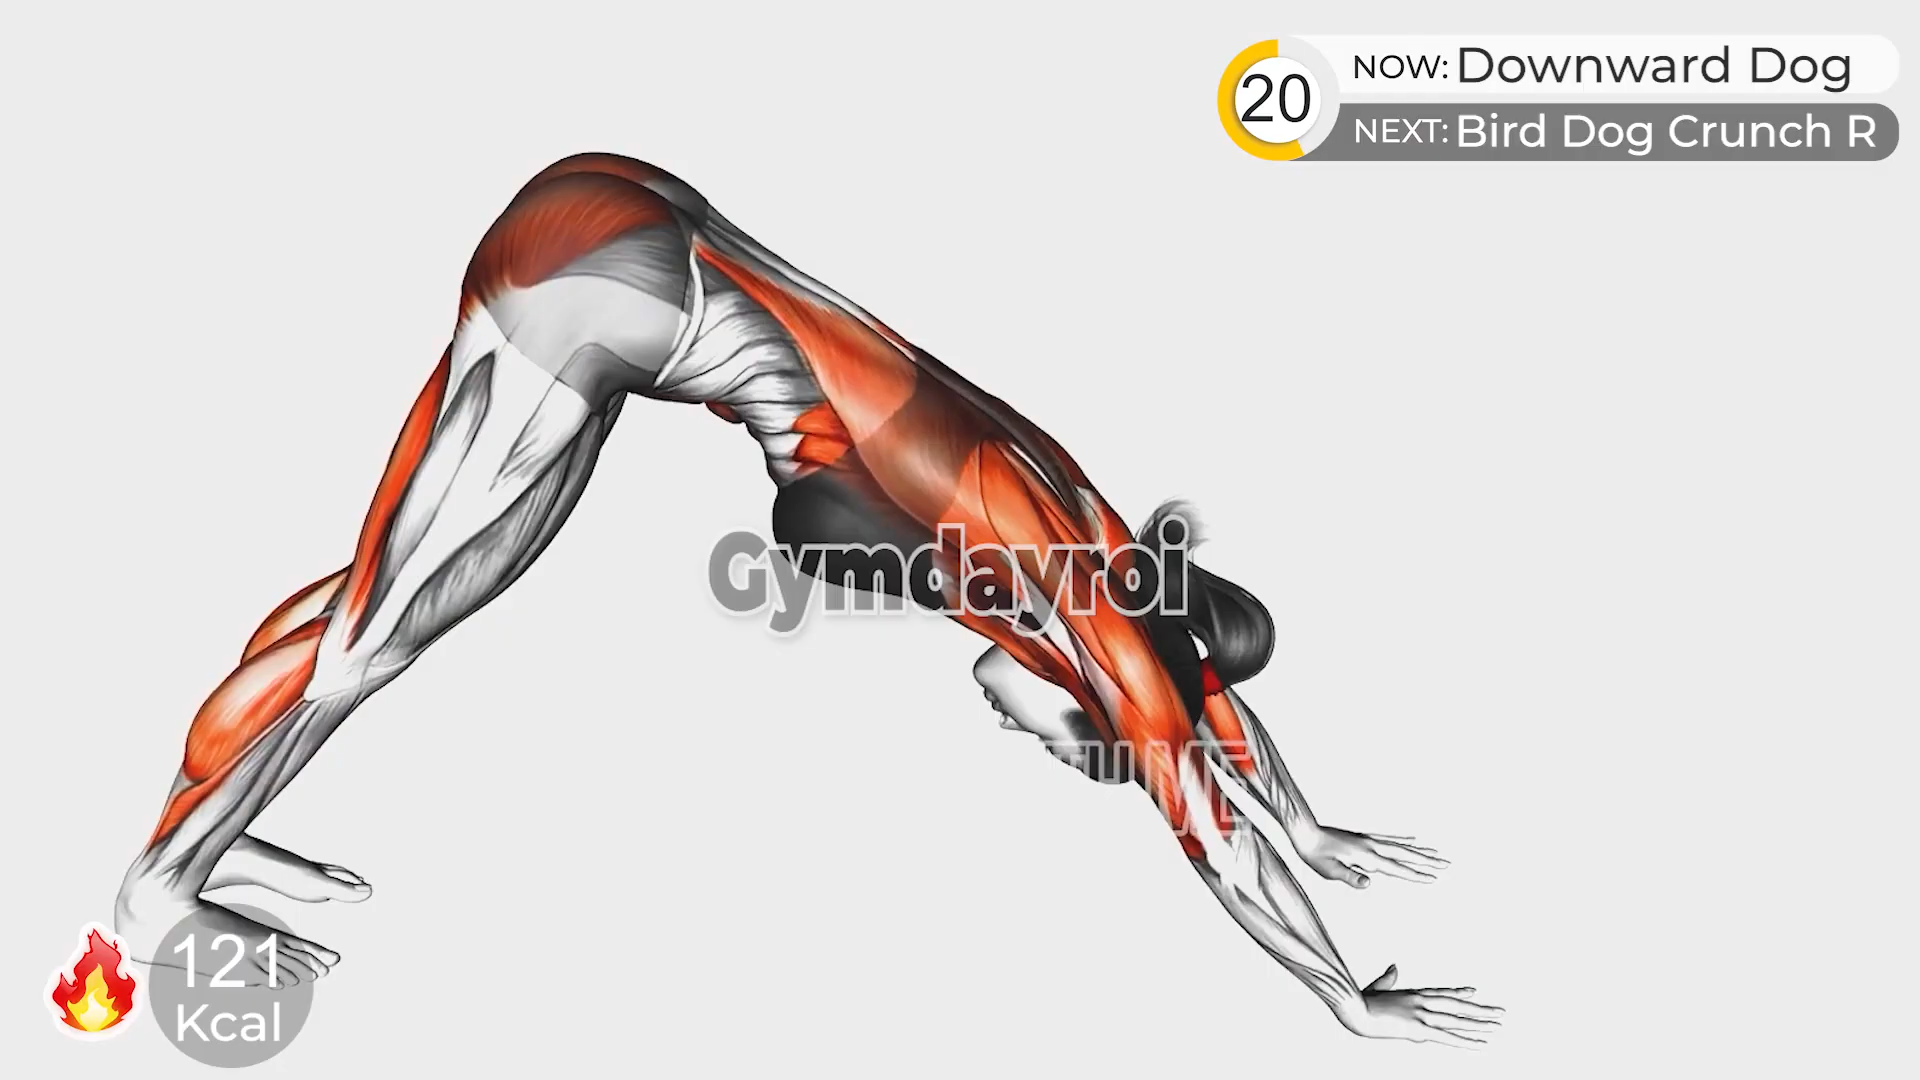 20
NOW: Downward Dog
NEXT: Bird Dog Crunch R
Gymdayroi
121
Kcal